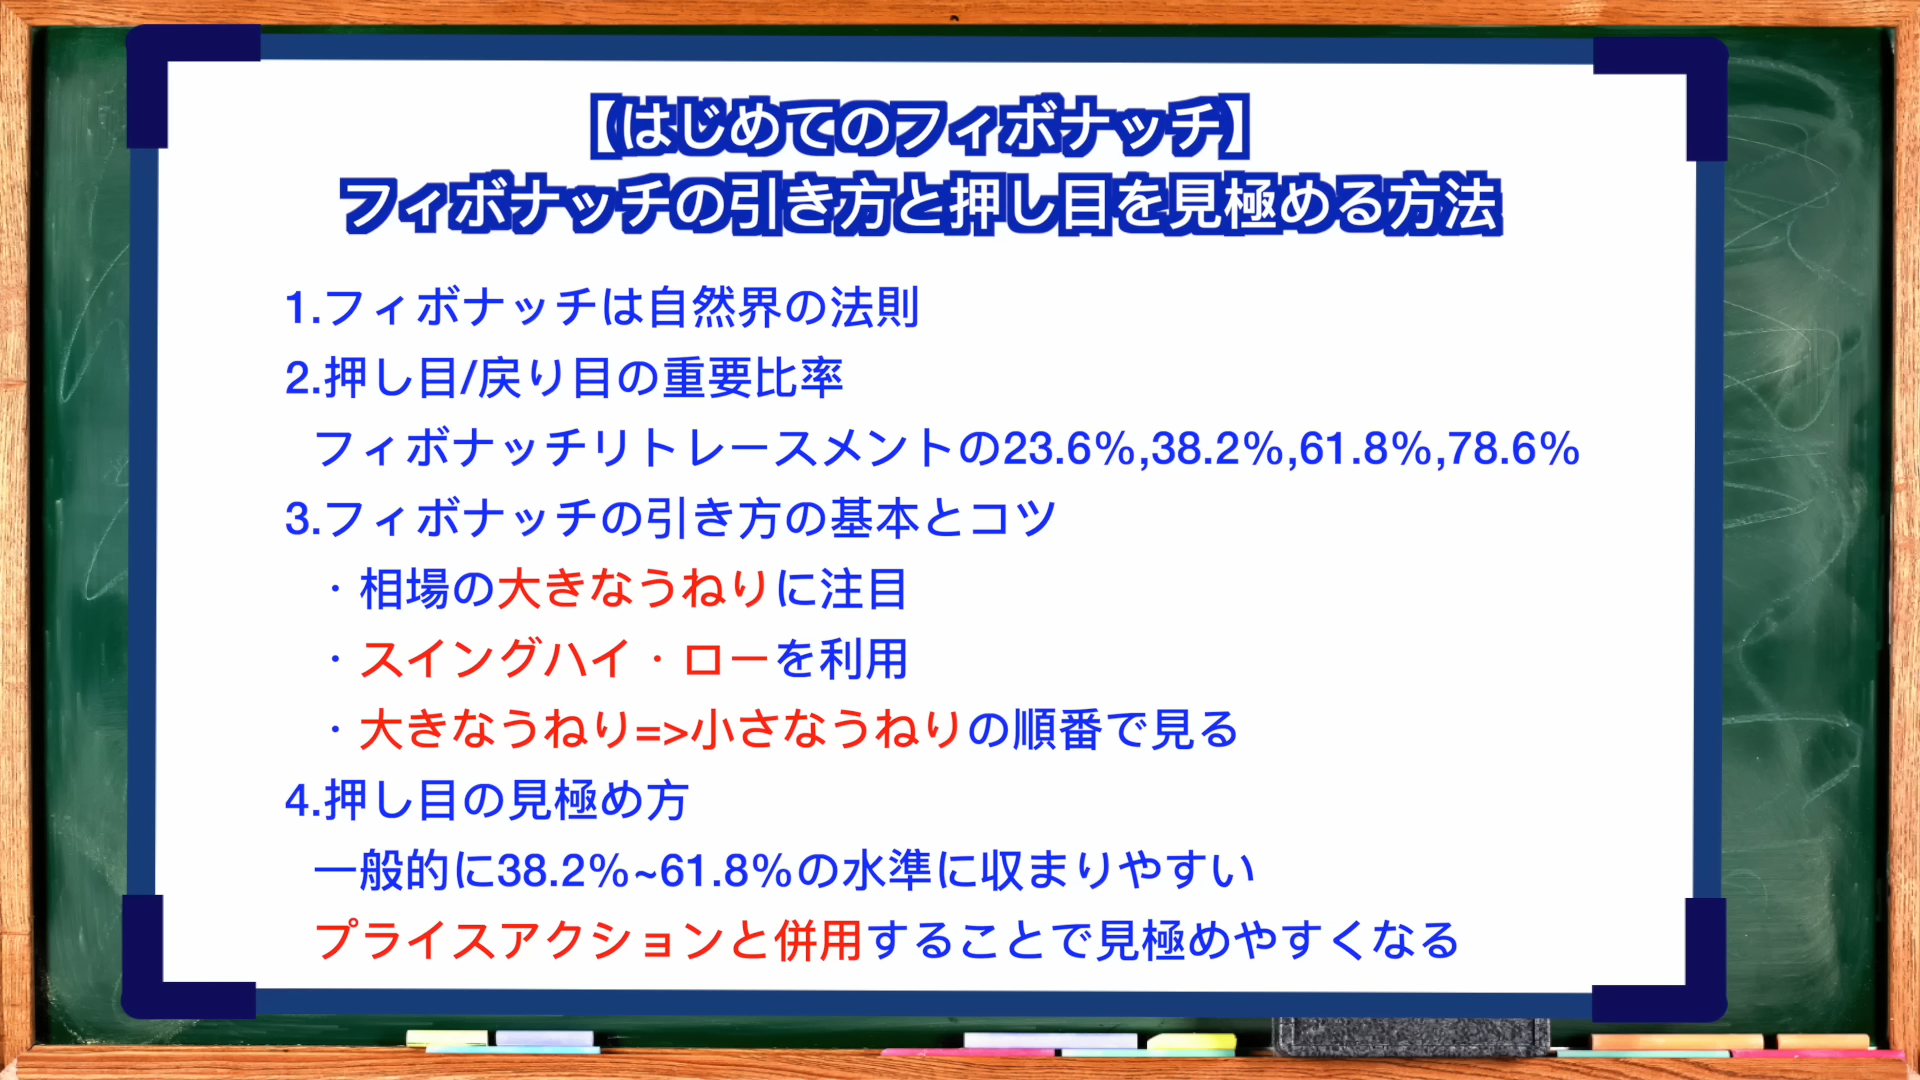 【はじめてのフィボナッチ】
フィボナッチの引き方と押し目を見極める方法
1.フィボナッチは自然界の法則
2.押し目/戻り目の重要比率
フィボナッチリトレースメントの23.6%,38.2%,61.8%,78.6%
3.フィボナッチの引き方の基本とコツ
・相場の大きなうねりに注目
・スイングハイ・ローを利用
・大きなうねり=>小さなうねりの順番で見る
4.押し目の見極め方
一般的に38.2%~61.8%の水準に収まりやすい
プライスアクションと併用することで見極めやすくなる